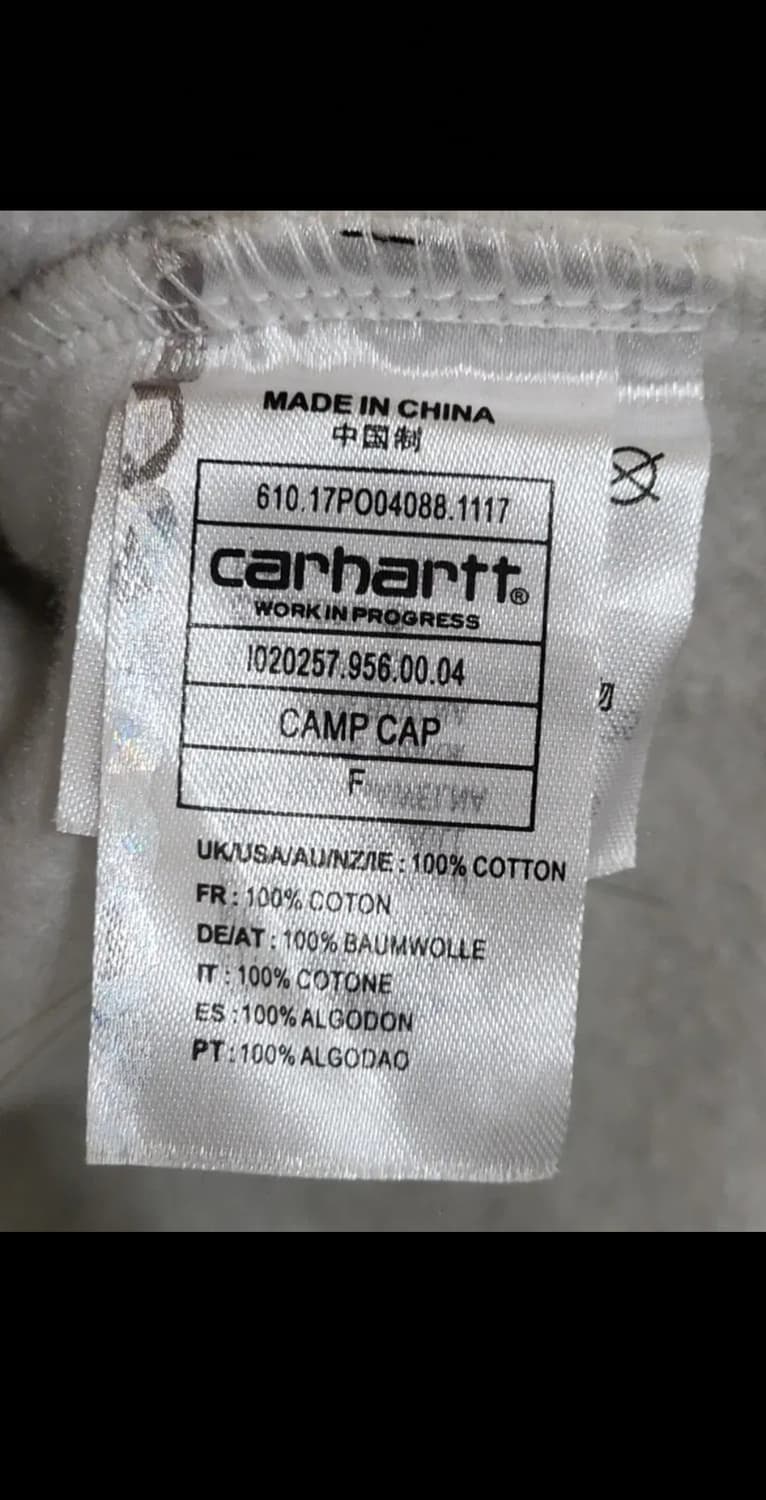 MADE IN CHINA
中国制
610.17PO04088.1117
carhartt®
WORK IN PROGRESS
I020257.956.00.04
CAMP CAP
F
UK/USA/AU/NZ/IE : 100% COTTON
FR : 100% COTON
DE/AT : 100% BAUMWOLLE
IT : 100% COTONE
ES :100% ALGODON
PT:100% ALGODAO